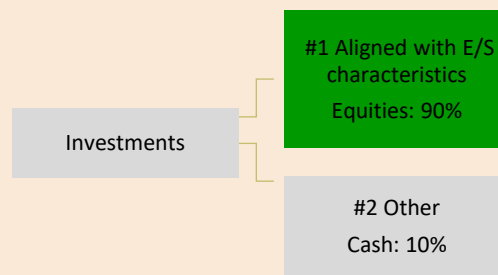 #1 Aligned with E/S
characteristics
Equities: 90%
Investments
#2 Other
Cash: 10%